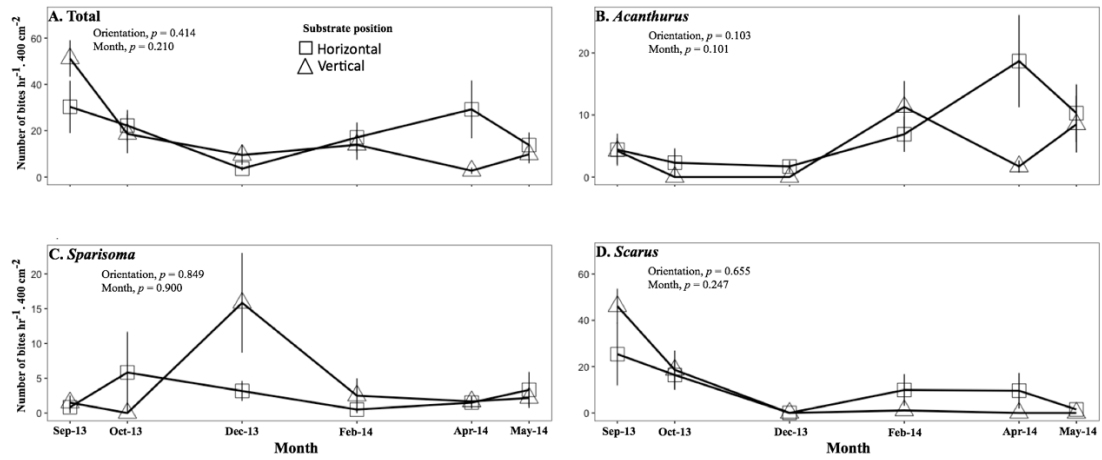 A. Total
Orientation, p = 0.414
Month, p = 0.210
Substrate position
Horizontal
Vertical
Number of bites hr⁻¹. 400 cm⁻²
60
40
20
0
B. Acanthurus
Orientation, p = 0.103
Month, p = 0.101
20
10
0
C. Sparisoma
Orientation, p = 0.849
Month, p = 0.900
Number of bites hr⁻¹. 400 cm⁻²
20
15
10
5
0
Sep-13 Oct-13 Dec-13 Feb-14 Apr-14 May-14
Month
D. Scarus
Orientation, p = 0.655
Month, p = 0.247
60
40
20
0
Sep-13 Oct-13 Dec-13 Feb-14 Apr-14 May-14
Month